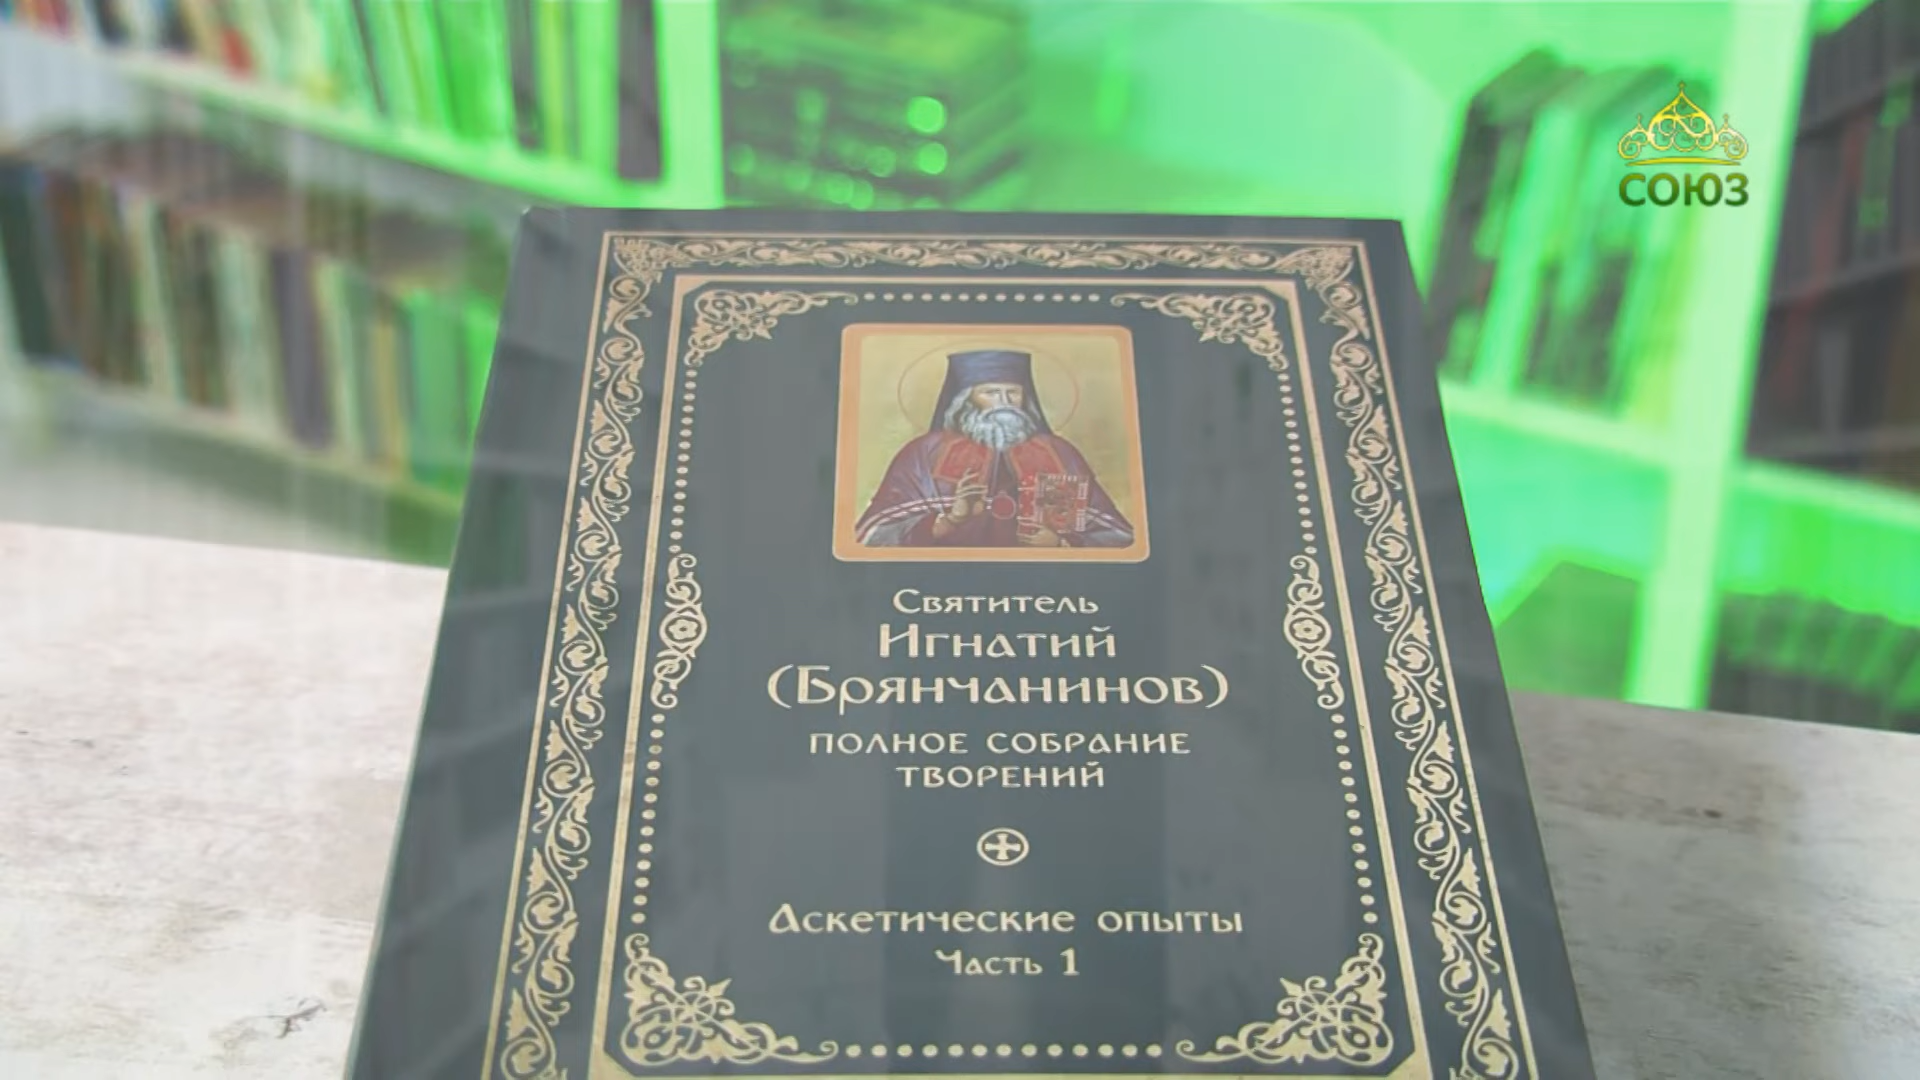 СОЮЗ
Святитель
Игнатий
(Брянчанинов)
полное собрание
творений
Аскетические опыты
Часть 1